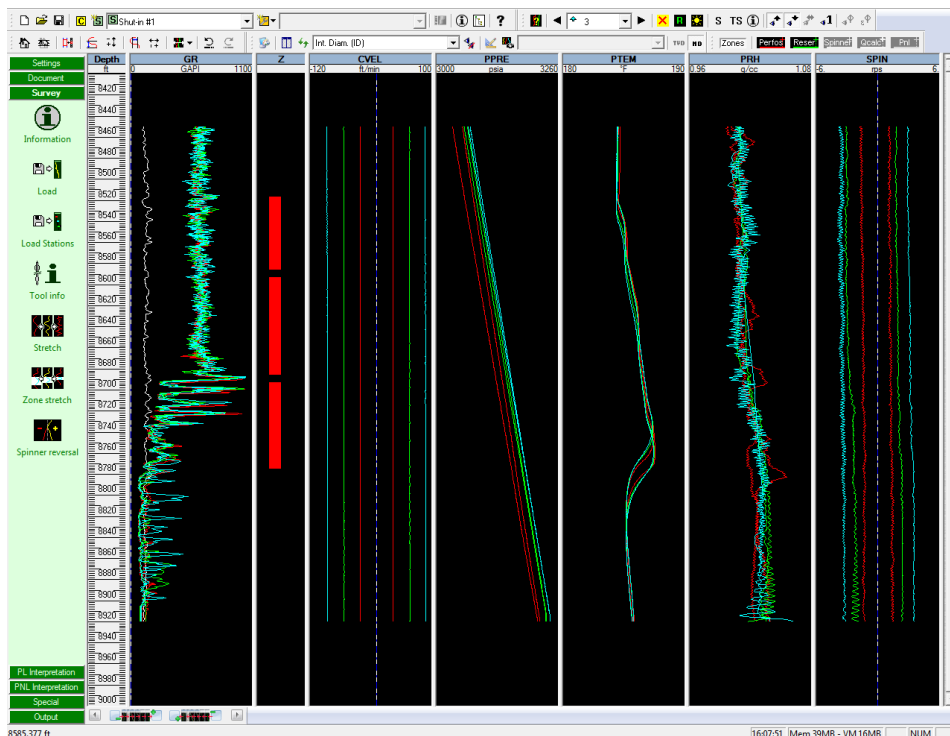 Shut-in #1
3
S TS
1
Int. Diam. (ID)
TVD MD Zones Perfos Reser Spinner Qcalc Pnl
Settings
Document
Survey
Information
Load
Load Stations
Tool info
Stretch
Zone stretch
Spinner reversal
PL Interpretation
PNL Interpretation
Special
Output
Depth GR Z CVEL PPRE PTEM PRH SPIN
ft 0 GAPI 1100 -120 ft/min 100 3000 psia 3260 180 °F 190 0.96 g/cc 1.08 -6. rps 6.
8420
8440
8460
8480
8500
8520
8540
8560
8580
8600
8620
8640
8660
8680
8700
8720
8740
8760
8780
8800
8820
8840
8860
8880
8900
8920
8940
8960
8980
9000
8585.377 ft 16:07:51 Mem 39MB - VM 16MB NUM